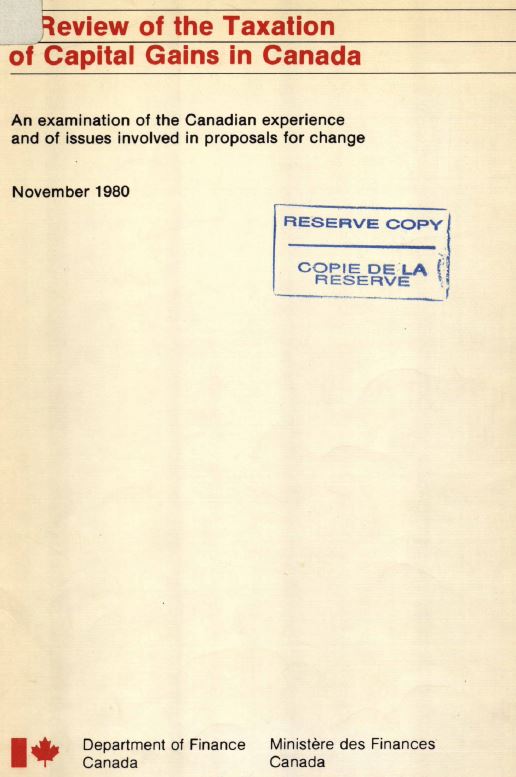 Review of the Taxation
of Capital Gains in Canada
An examination of the Canadian experience
and of issues involved in proposals for change
November 1980
RESERVE COPY
COPIE DE LA
RESERVE
Department of Finance
Canada
Ministère des Finances
Canada